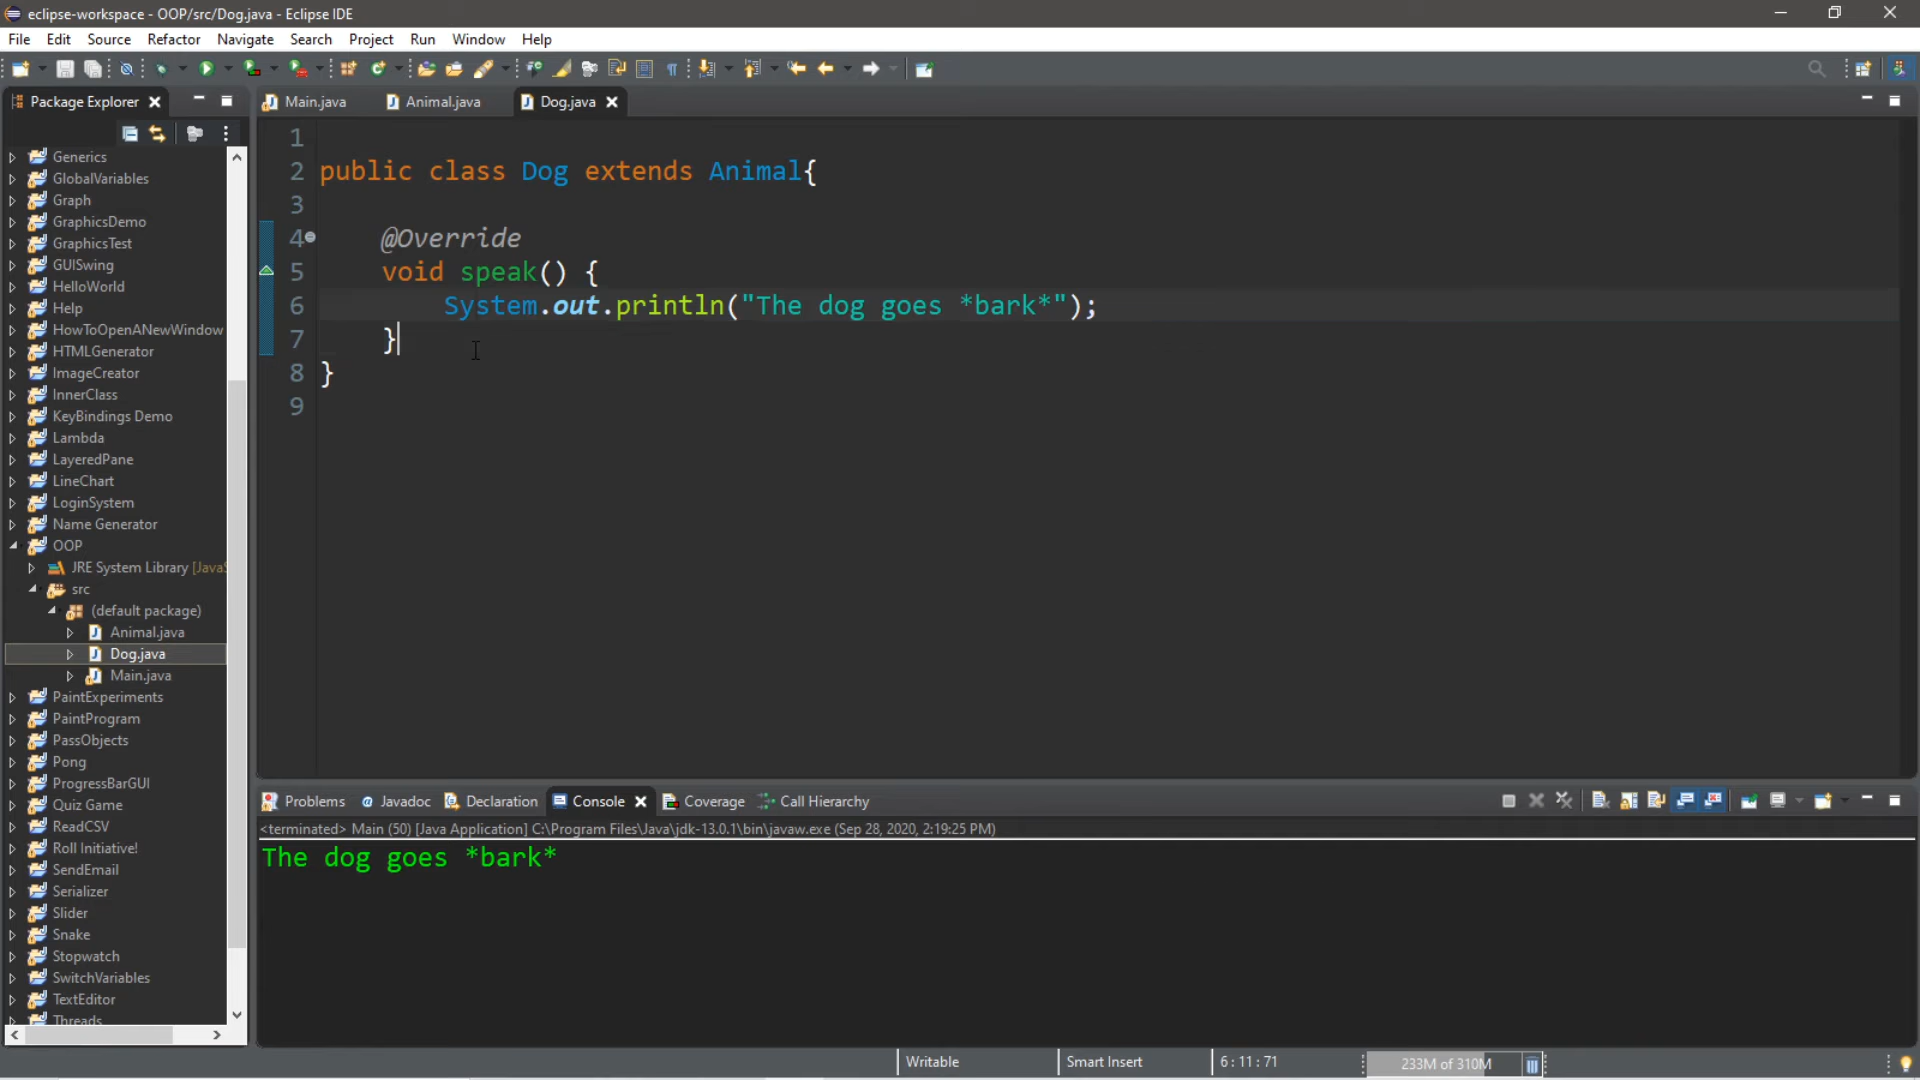 eclipse-workspace - OOP/src/Dog.java - Eclipse IDE
File Edit Source Refactor Navigate Search Project Run Window Help
Package Explorer
Main.java Animal.java Dog.java
Generics
GlobalVariables
Graph
GraphicsDemo
GraphicsTest
GUISwing
HelloWorld
Help
HowToOpenANewWindow
HTMLGenerator
ImageCreator
InnerClass
KeyBindings Demo
Lambda
LayeredPane
LineChart
LoginSystem
Name Generator
OOP
JRE System Library [JavaS
src
(default package)
Animal.java
Dog.java
Main.java
PaintExperiments
PaintProgram
PassObjects
Pong
ProgressBarGUI
Quiz Game
ReadCSV
Roll Initiative!
SendEmail
Serializer
Slider
Snake
Stopwatch
SwitchVariables
TextEditor
Threads
1
2 public class Dog extends Animal{
3
4 @Override
5 void speak() {
6 System.out.println("The dog goes *bark*");
7 }
8 }
9
Problems Javadoc Declaration Console Coverage Call Hierarchy
<terminated> Main (50) [Java Application] C:\Program Files\Java\jdk-13.0.1\bin\javaw.exe (Sep 28, 2020, 2:19:25 PM)
The dog goes *bark*
Writable Smart Insert 6 : 11 : 71 233M of 310M